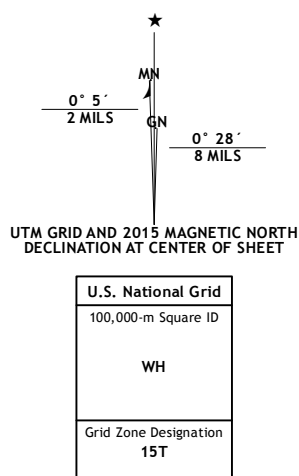 MN
0° 5´
2 MILS
GN
0° 28´
8 MILS
UTM GRID AND 2015 MAGNETIC NORTH
DECLINATION AT CENTER OF SHEET
U.S. National Grid
100,000-m Square ID
WH
Grid Zone Designation
15T